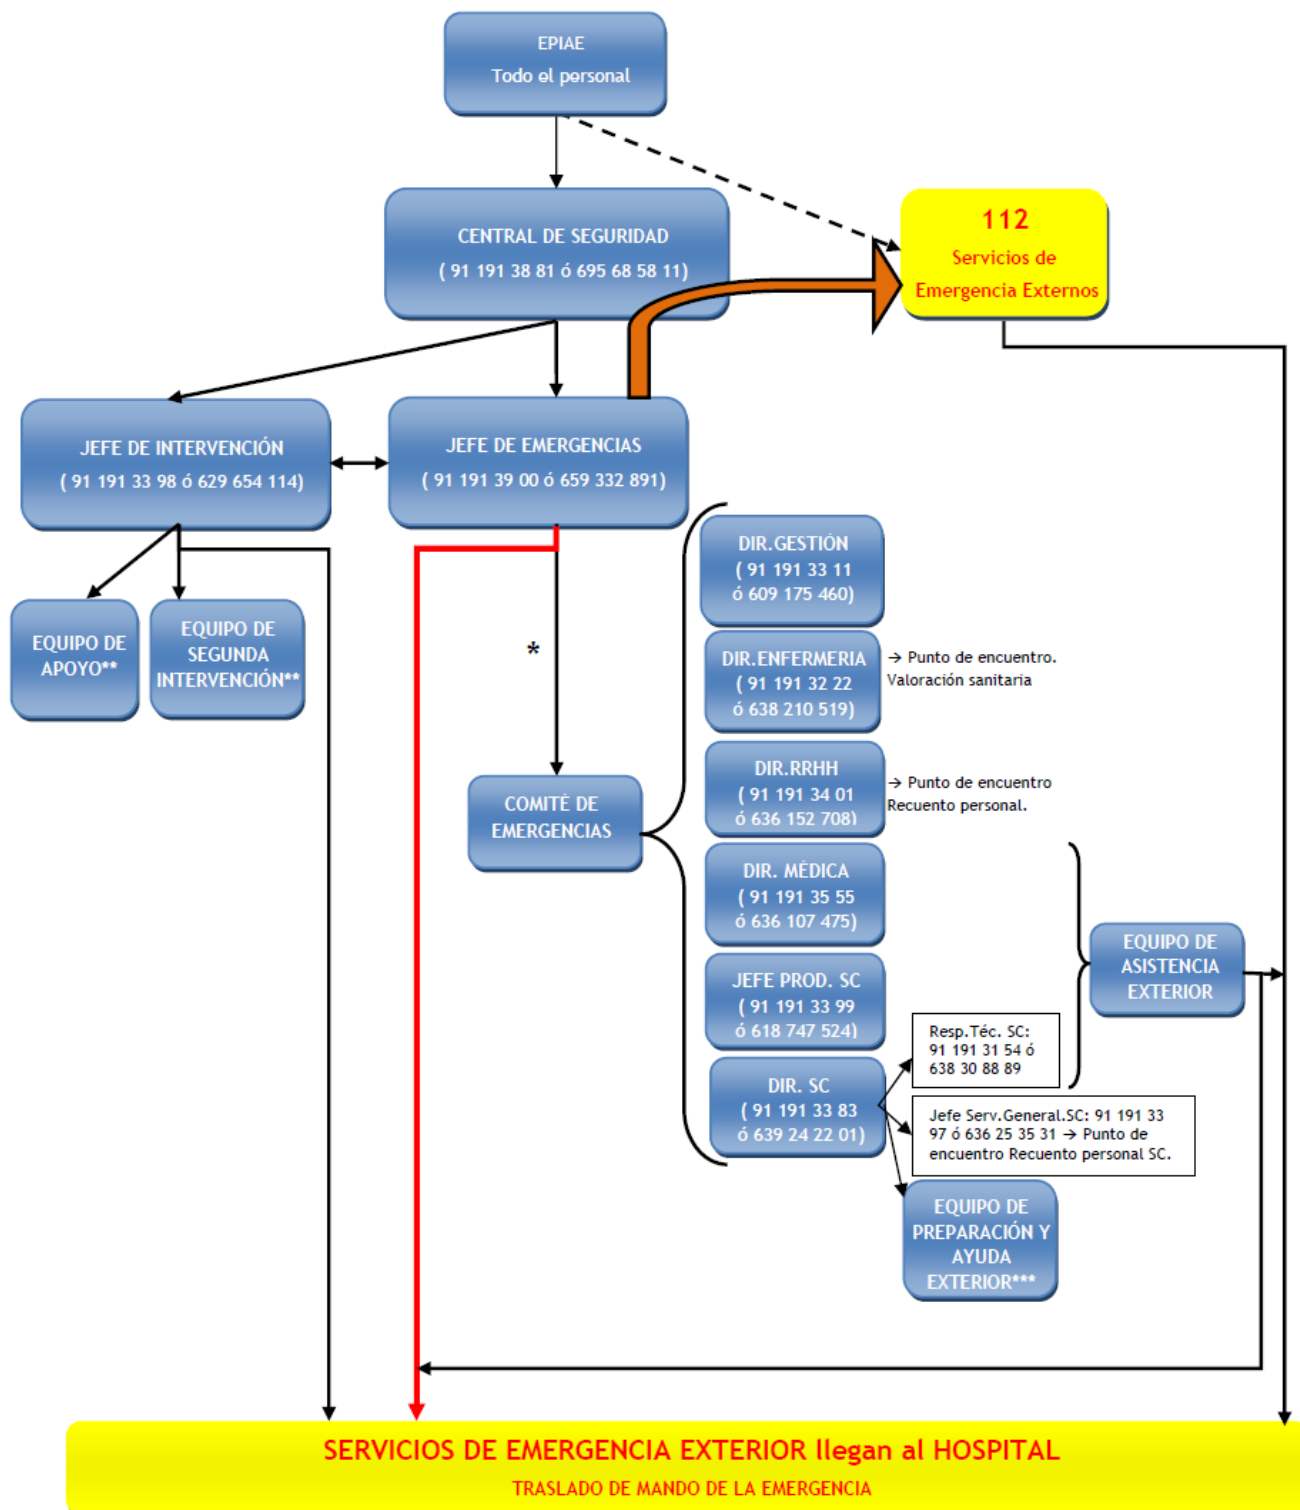 EPIAE
Todo el personal
CENTRAL DE SEGURIDAD
( 91 191 38 81 ó 695 68 58 11)
112
Servicios de
Emergencia Externos
JEFE DE INTERVENCIÓN
( 91 191 33 98 ó 629 654 114)
JEFE DE EMERGENCIAS
( 91 191 39 00 ó 659 332 891)
EQUIPO DE
APOYO**
EQUIPO DE
SEGUNDA
INTERVENCIÓN**
*
COMITÉ DE
EMERGENCIAS
DIR.GESTIÓN
( 91 191 33 11
ó 609 175 460)
DIR.ENFERMERIA
( 91 191 32 22
ó 638 210 519)
→ Punto de encuentro.
Valoración sanitaria
DIR.RRHH
( 91 191 34 01
ó 636 152 708)
→ Punto de encuentro
Recuento personal.
DIR. MÉDICA
( 91 191 35 55
ó 636 107 475)
JEFE PROD. SC
( 91 191 33 99
ó 618 747 524)
DIR. SC
( 91 191 33 83
ó 639 24 22 01)
EQUIPO DE
ASISTENCIA
EXTERIOR
Resp.Téc. SC:
91 191 31 54 ó
638 30 88 89
Jefe Serv.General.SC: 91 191 33
97 ó 636 25 35 31 → Punto de
encuentro Recuento personal SC.
EQUIPO DE
PREPARACIÓN Y
AYUDA
EXTERIOR***
SERVICIOS DE EMERGENCIA EXTERIOR llegan al HOSPITAL
TRASLADO DE MANDO DE LA EMERGENCIA